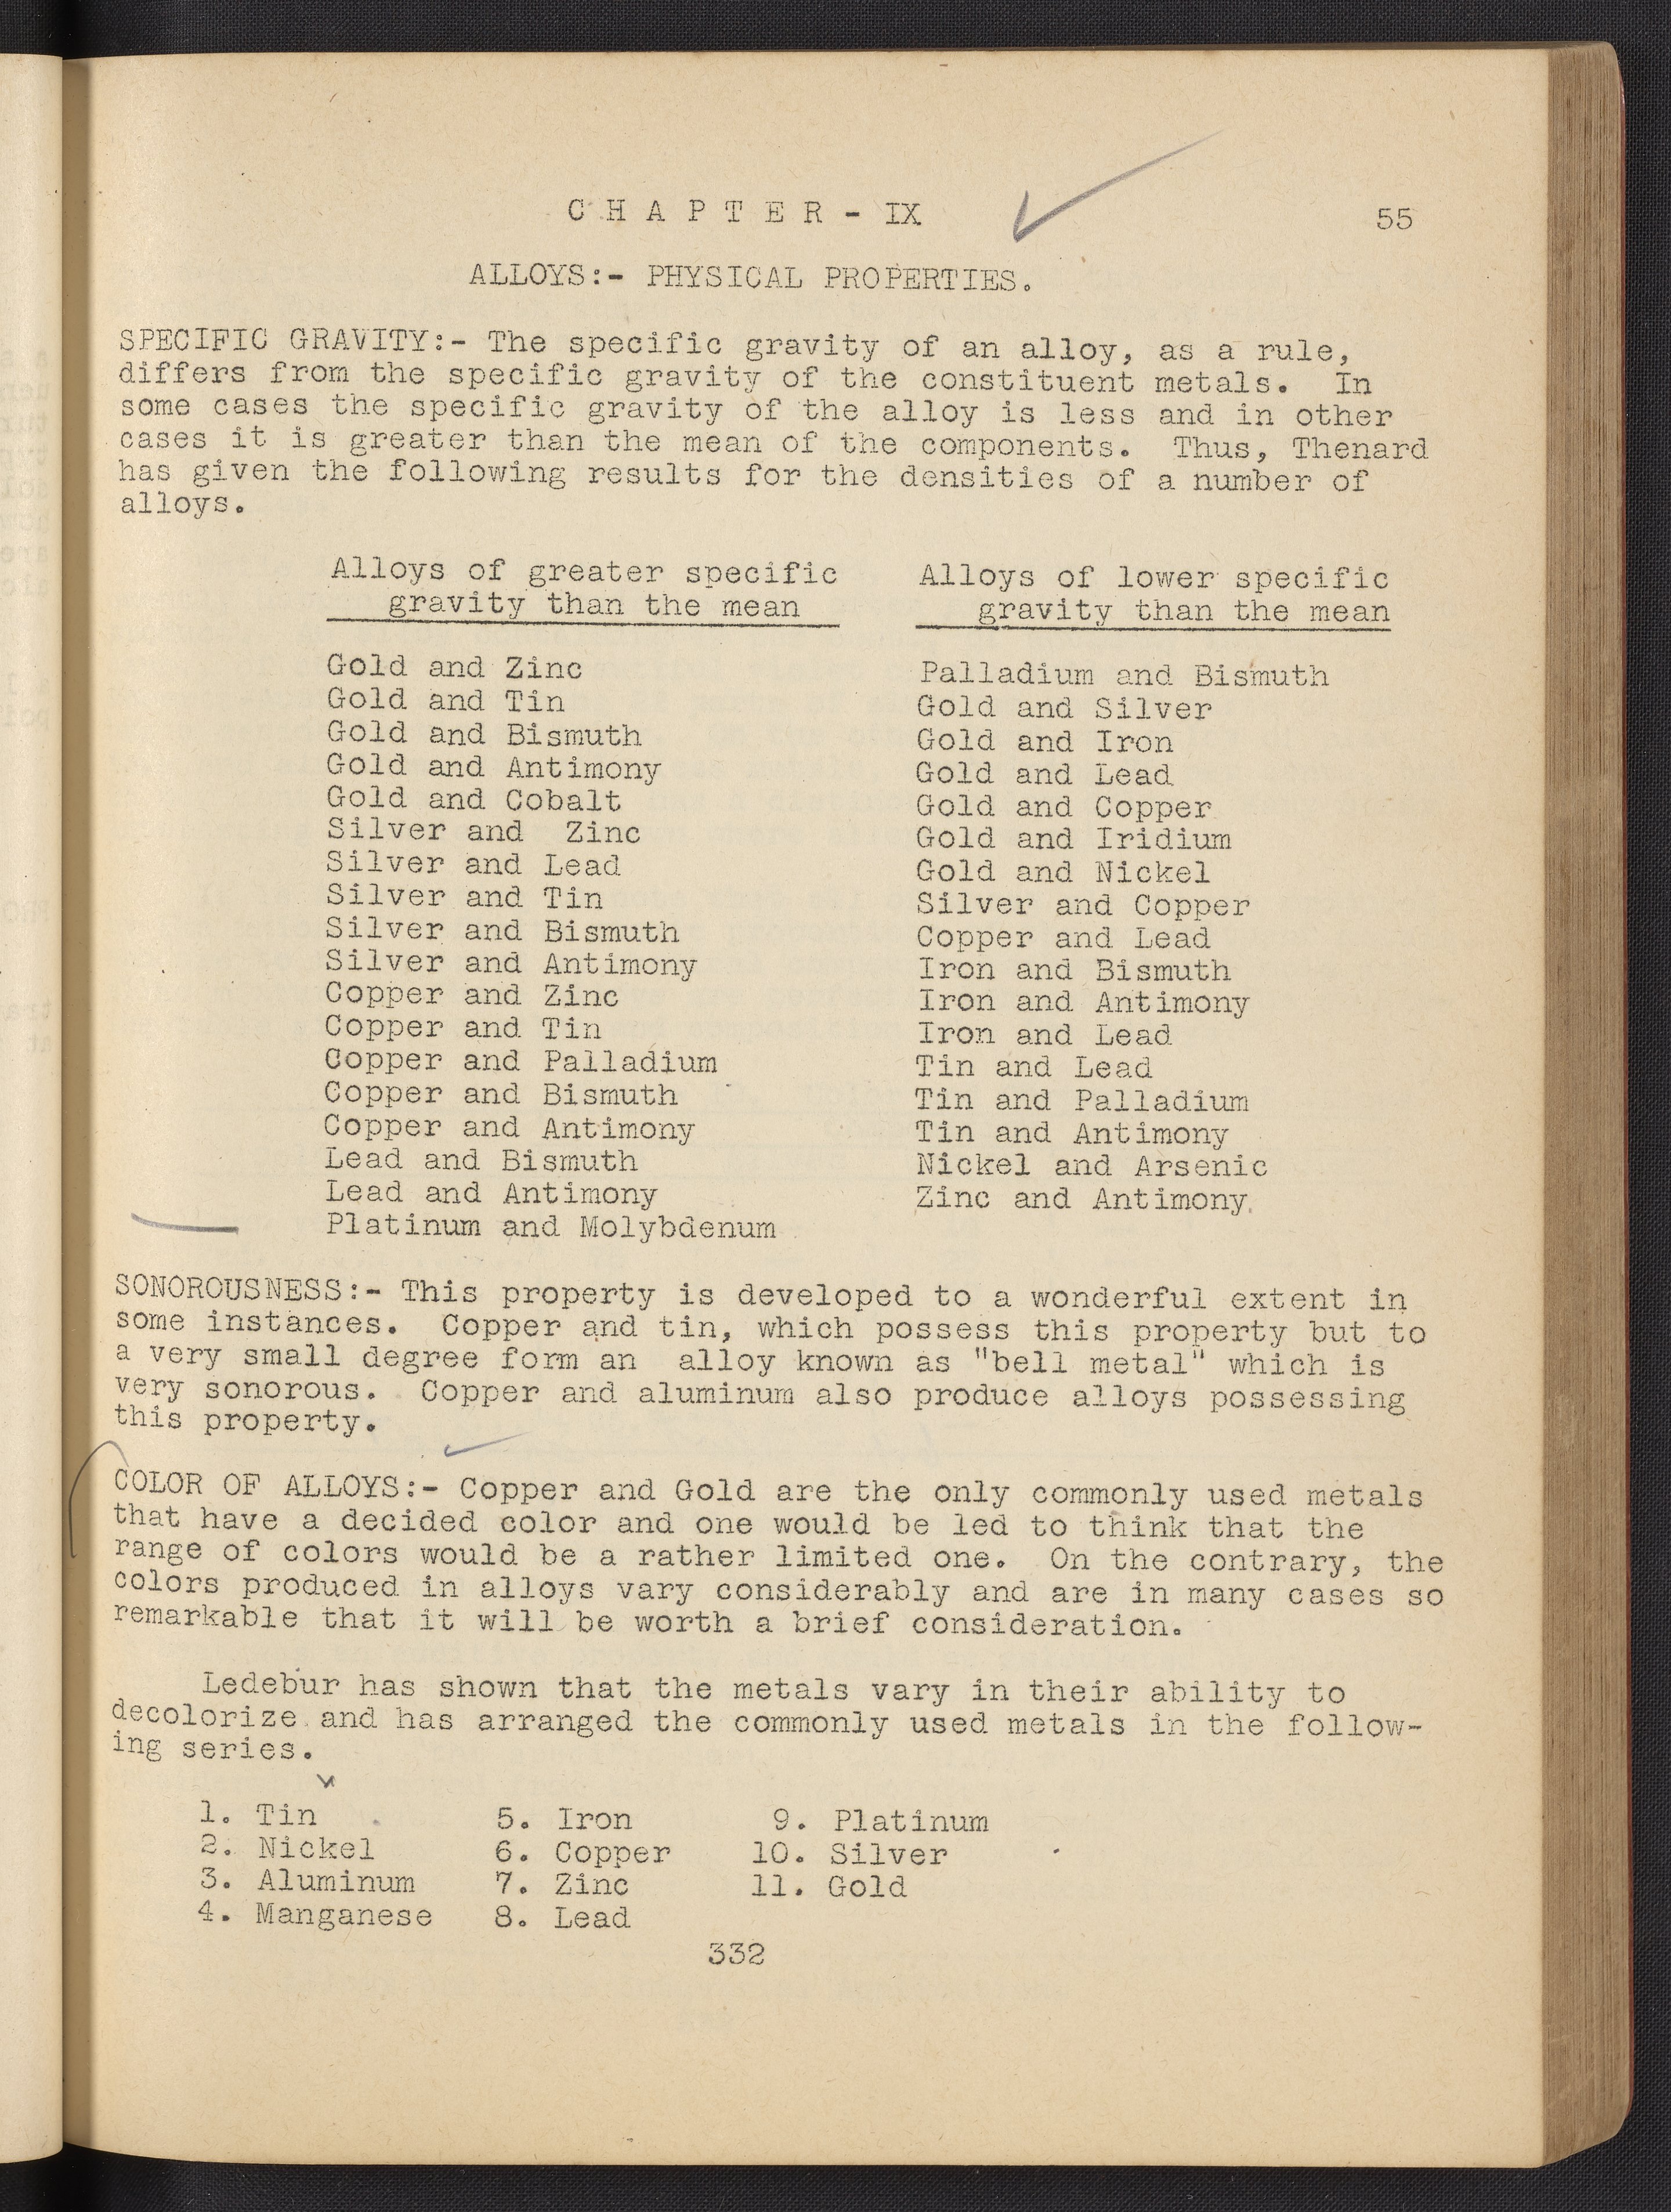 CHAPTER - IX
55
ALLOYS:- PHYSICAL PROPERTIES.
SPECIFIC GRAVITY:- The specific gravity of an alloy, as a rule,
differs from the specific gravity of the constituent metals. In
some cases the specific gravity of the alloy is less and in other
cases it is greater than the mean of the components. Thus, Thenard
has given the following results for the densities of a number of
alloys.
Alloys of greater specific
gravity than the mean
Gold and Zinc
Gold and Tin
Gold and Bismuth
Gold and Antimony
Gold and Cobalt
Silver and Zinc
Silver and Lead
Silver and Tin
Silver and Bismuth
Silver and Antimony
Copper and Zinc
Copper and Tin
Copper and Palladium
Copper and Bismuth
Copper and Antimony
Lead and Bismuth
Lead and Antimony
Platinum and Molybdenum
Alloys of lower specific
gravity than the mean
Palladium and Bismuth
Gold and Silver
Gold and Iron
Gold and Lead
Gold and Copper
Gold and Iridium
Gold and Nickel
Silver and Copper
Copper and Lead
Iron and Bismuth
Iron and Antimony
Iron and Lead
Tin and Lead
Tin and Palladium
Tin and Antimony
Nickel and Arsenic
Zinc and Antimony.
SONOROUSNESS:- This property is developed to a wonderful extent in
some instances. Copper and tin, which possess this property but to
a very small degree form an alloy known as "bell metal" which is
very sonorous. Copper and aluminum also produce alloys possessing
this property.
COLOR OF ALLOYS:- Copper and Gold are the only commonly used metals
that have a decided color and one would be led to think that the
range of colors would be a rather limited one. On the contrary, the
colors produced in alloys vary considerably and are in many cases so
remarkable that it will be worth a brief consideration.
Ledebur has shown that the metals vary in their ability to
decolorize and has arranged the commonly used metals in the follow-
ing series.
1. Tin
2. Nickel
3. Aluminum
4. Manganese
5. Iron
6. Copper
7. Zinc
8. Lead
9. Platinum
10. Silver
11. Gold
332